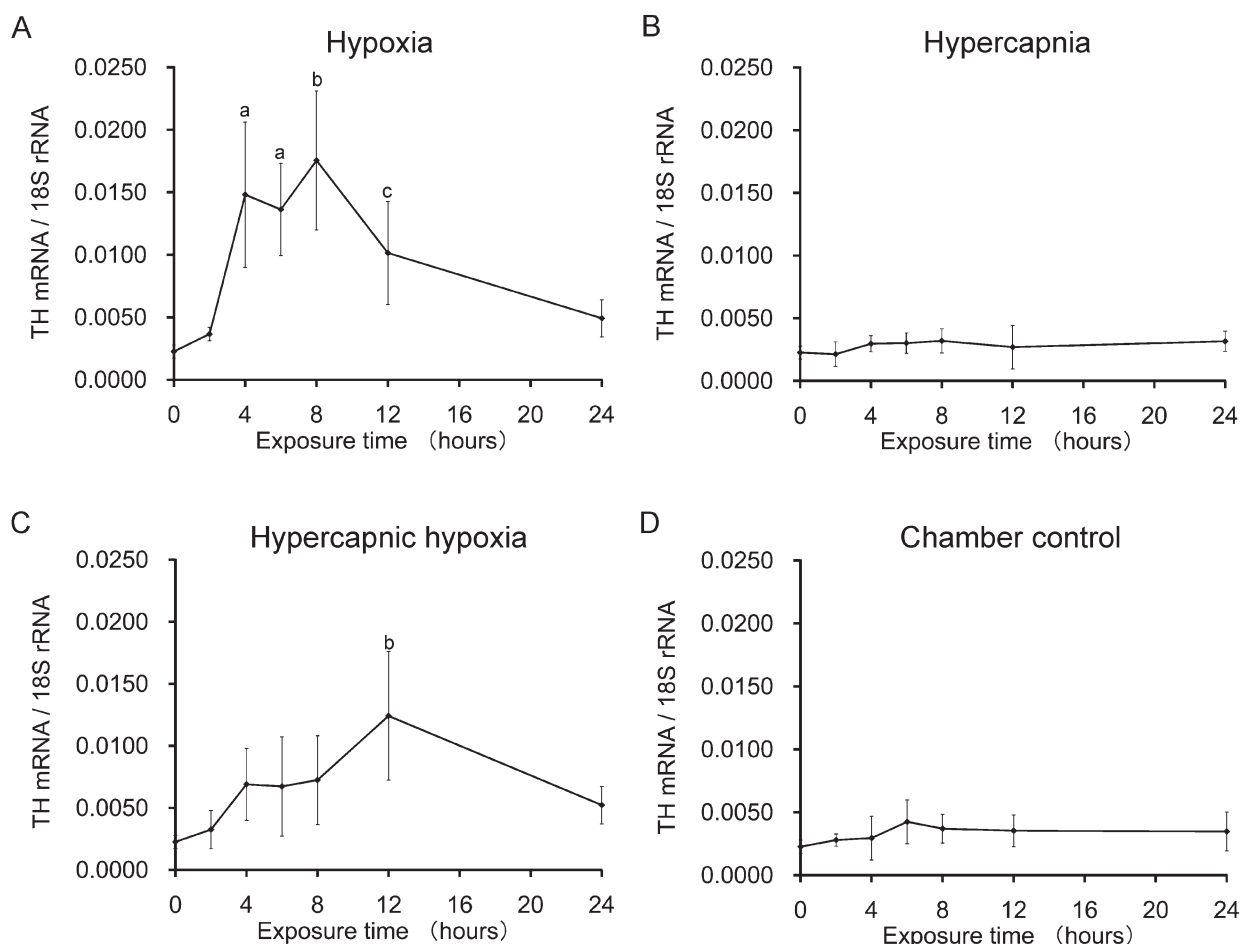 A
Hypoxia
TH mRNA / 18S rRNA
0.0250
0.0200
0.0150
0.0100
0.0050
0.0000
a
a
b
c
0 4 8 12 16 20 24
Exposure time （hours）
B
Hypercapnia
TH mRNA / 18S rRNA
0.0250
0.0200
0.0150
0.0100
0.0050
0.0000
0 4 8 12 16 20 24
Exposure time （hours）
C
Hypercapnic hypoxia
TH mRNA / 18S rRNA
0.0250
0.0200
0.0150
0.0100
0.0050
0.0000
b
0 4 8 12 16 20 24
Exposure time （hours）
D
Chamber control
TH mRNA / 18S rRNA
0.0250
0.0200
0.0150
0.0100
0.0050
0.0000
0 4 8 12 16 20 24
Exposure time （hours）